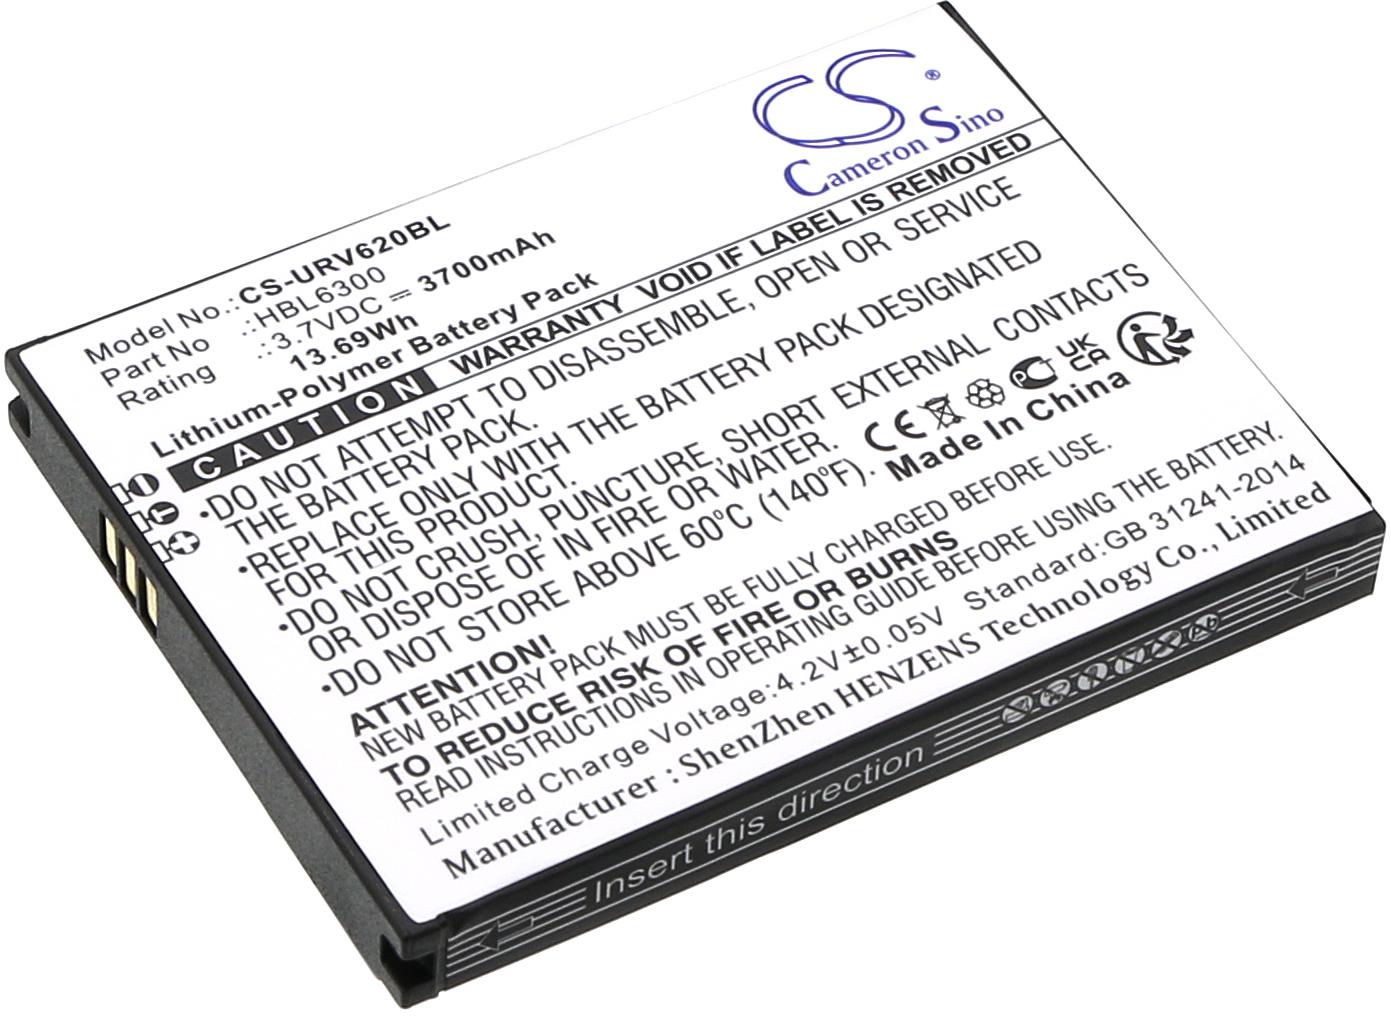 CS®
Cameron Sino
Model No.:CS-URV620BL
Part No :HBL6300
Rating :3.7VDC ⎓ 3700mAh
13.69Wh
Lithium-Polymer Battery Pack
CAUTION WARRANTY VOID IF LABEL IS REMOVED
•DO NOT ATTEMPT TO DISASSEMBLE, OPEN OR SERVICE
THE BATTERY PACK.
•REPLACE ONLY WITH THE BATTERY PACK DESIGNATED
FOR THIS PRODUCT.
•DO NOT CRUSH, PUNCTURE, SHORT EXTERNAL CONTACTS
OR DISPOSE OF IN FIRE OR WATER.
•DO NOT STORE ABOVE 60°C (140°F).
CE PC UK CA
Made in China
ATTENTION!
NEW BATTERY PACK MUST BE FULLY CHARGED BEFORE USE.
TO REDUCE RISK OF FIRE OR BURNS
READ INSTRUCTIONS IN OPERATING GUIDE BEFORE USING THE BATTERY.
Limited Charge Voltage:4.2V±0.05V Standard:GB 31241-2014
Manufacturer :ShenZhen HENZENS Technology Co., Limited
Insert this direction
Pb